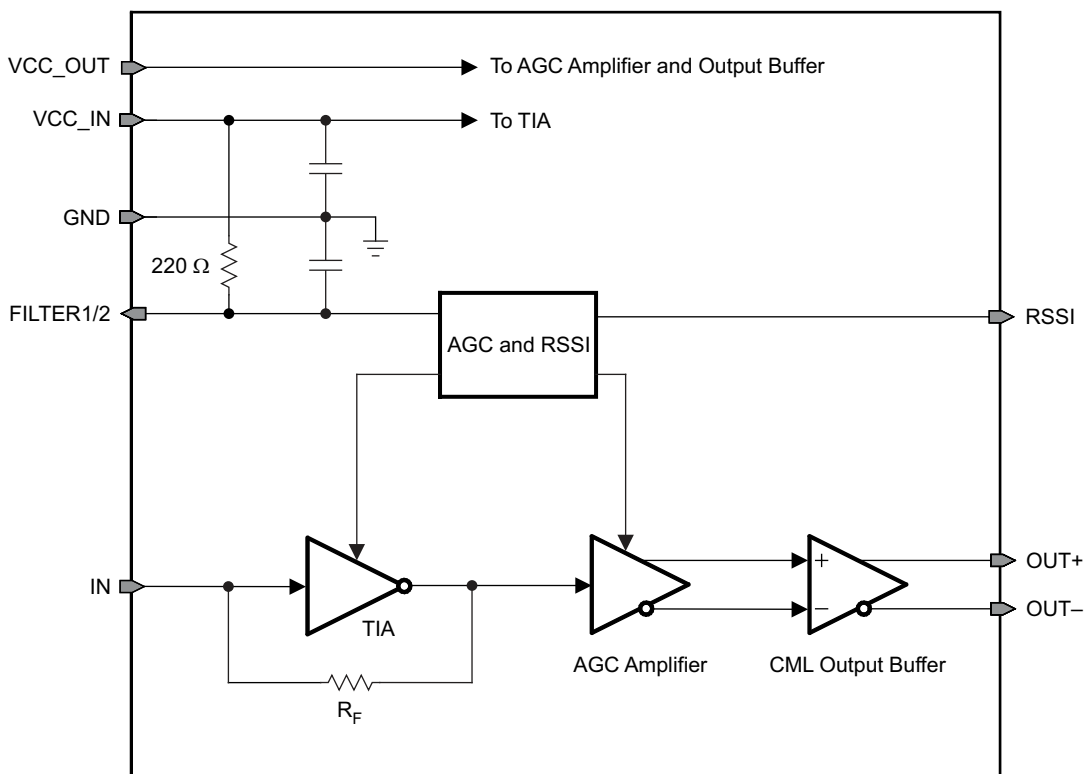 VCC_OUT
To AGC Amplifier and Output Buffer
VCC_IN
To TIA
GND
220 Ω
FILTER1/2
RSSI
AGC and RSSI
IN
TIA
+
−
OUT+
OUT–
AGC Amplifier
CML Output Buffer
RF